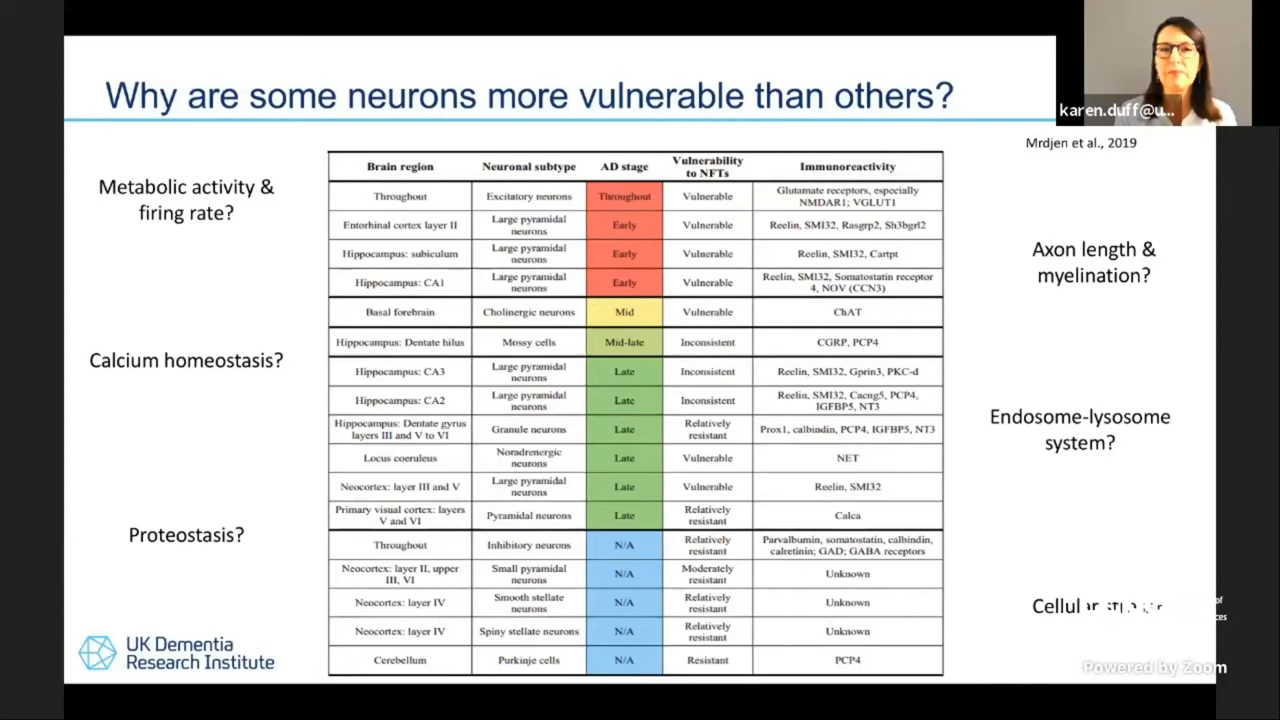 Why are some neurons more vulnerable than others?
karen.duff@u...
Mrdjen et al., 2019
Metabolic activity &
firing rate?
Calcium homeostasis?
Proteostasis?
Brain region Neuronal subtype AD stage Vulnerability to NFTs Immunoreactivity
Throughout Excitatory neurons Throughout Vulnerable Glutamate receptors, especially NMDAR1; VGLUT1
Entorhinal cortex layer II Large pyramidal neurons Early Vulnerable Reelin, SMI32, Rasgrp2, Sh3bgrl2
Hippocampus: subiculum Large pyramidal neurons Early Vulnerable Reelin, SMI32, Cartpt
Hippocampus: CA1 Large pyramidal neurons Early Vulnerable Reelin, SMI32, Somatostatin receptor 4, NOV (CCN3)
Basal forebrain Cholinergic neurons Mid Vulnerable ChAT
Hippocampus: Dentate hilus Mossy cells Mid-late Inconsistent CGRP, PCP4
Hippocampus: CA3 Large pyramidal neurons Late Inconsistent Reelin, SMI32, Gprin3, PKC-d
Hippocampus: CA2 Large pyramidal neurons Late Inconsistent Reelin, SMI32, Cacng5, PCP4, IGFBP5, NT3
Hippocampus: Dentate gyrus layers III and V to VI Granule neurons Late Relatively resistant Prox1, calbindin, PCP4, IGFBP5, NT3
Locus coeruleus Noradrenergic neurons Late Vulnerable NET
Neocortex: layer III and V Large pyramidal neurons Late Vulnerable Reelin, SMI32
Primary visual cortex: layers V and VI Pyramidal neurons Late Relatively resistant Calca
Throughout Inhibitory neurons N/A Relatively resistant Parvalbumin, somatostatin, calbindin, calretinin; GAD; GABA receptors
Neocortex: layer II, upper III, VI Small pyramidal neurons N/A Moderately resistant Unknown
Neocortex: layer IV Smooth stellate neurons N/A Relatively resistant Unknown
Neocortex: layer IV Spiny stellate neurons N/A Relatively resistant Unknown
Cerebellum Purkinje cells N/A Resistant PCP4
Axon length &
myelination?
Endosome-lysosome
system?
Cellular
of
UK Dementia
Research Institute
Powered by Zoom